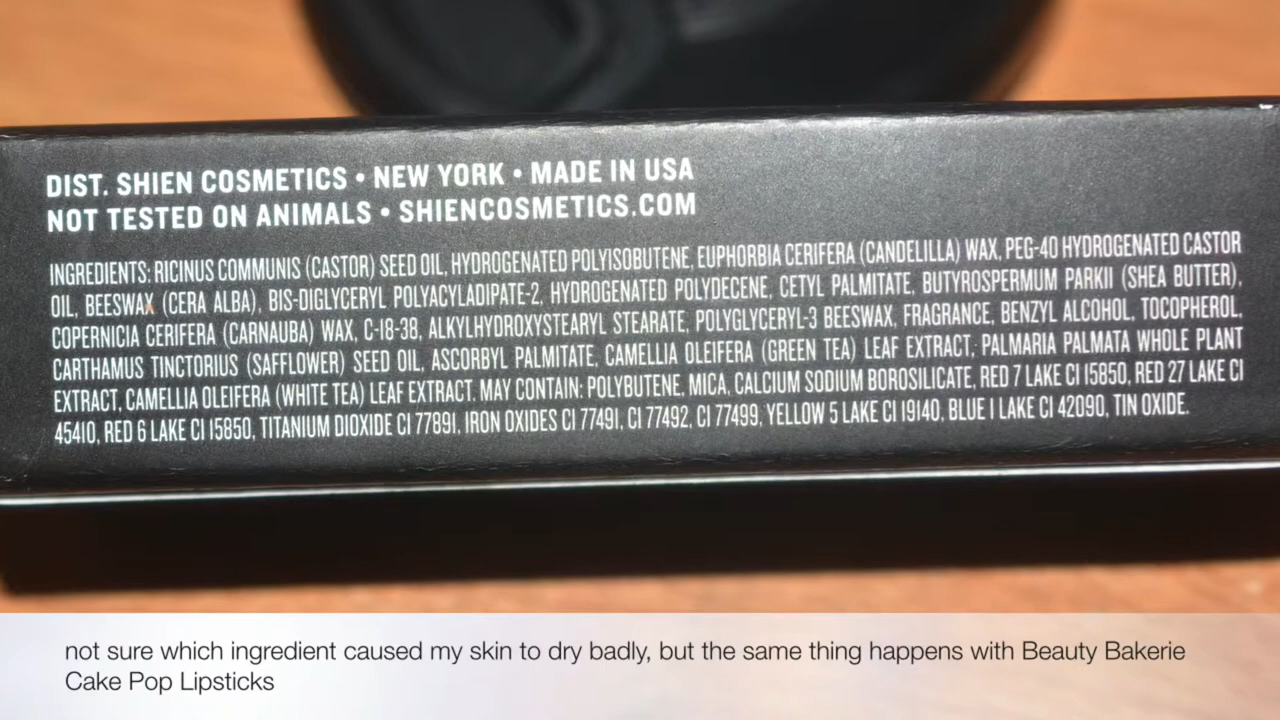 DIST. SHIEN COSMETICS • NEW YORK • MADE IN USA
NOT TESTED ON ANIMALS • SHIENCOSMETICS.COM
INGREDIENTS: RICINUS COMMUNIS (CASTOR) SEED OIL, HYDROGENATED POLYISOBUTENE, EUPHORBIA CERIFERA (CANDELILLA) WAX, PEG-40 HYDROGENATED CASTOR
OIL, BEESWAX (CERA ALBA), BIS-DIGLYCERYL POLYACYLADIPATE-2, HYDROGENATED POLYDECENE, CETYL PALMITATE, BUTYROSPERMUM PARKII (SHEA BUTTER),
COPERNICIA CERIFERA (CARNAUBA) WAX, C-18-38, ALKYLHYDROXYSTEARYL STEARATE, POLYGLYCERYL-3 BEESWAX, FRAGRANCE, BENZYL ALCOHOL, TOCOPHEROL,
CARTHAMUS TINCTORIUS (SAFFLOWER) SEED OIL, ASCORBYL PALMITATE, CAMELLIA OLEIFERA (GREEN TEA) LEAF EXTRACT, PALMARIA PALMATA WHOLE PLANT
EXTRACT, CAMELLIA OLEIFERA (WHITE TEA) LEAF EXTRACT. MAY CONTAIN: POLYBUTENE, MICA, CALCIUM SODIUM BOROSILICATE, RED 7 LAKE CI 15850, RED 27 LAKE CI
45410, RED 6 LAKE CI 15850, TITANIUM DIOXIDE CI 77891, IRON OXIDES CI 77491, CI 77492, CI 77499, YELLOW 5 LAKE CI 19140, BLUE 1 LAKE CI 42090, TIN OXIDE.
not sure which ingredient caused my skin to dry badly, but the same thing happens with Beauty Bakerie
Cake Pop Lipsticks